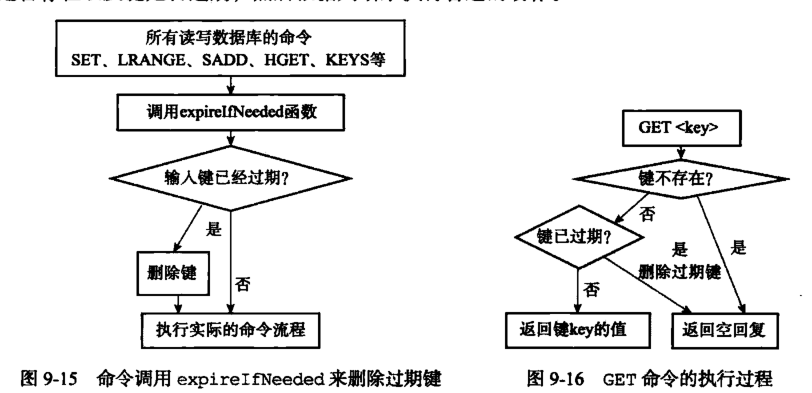 所有读写数据库的命令
SET、LRANGE、SADD、HGET、KEYS等
调用expireIfNeeded函数
输入键已经过期?
是
删除键
否
执行实际的命令流程
图 9-15 命令调用 expireIfNeeded 来删除过期键
GET <key>
键不存在?
否
键已过期?
是
删除过期键
是
否
返回键key的值
返回空回复
图 9-16 GET 命令的执行过程